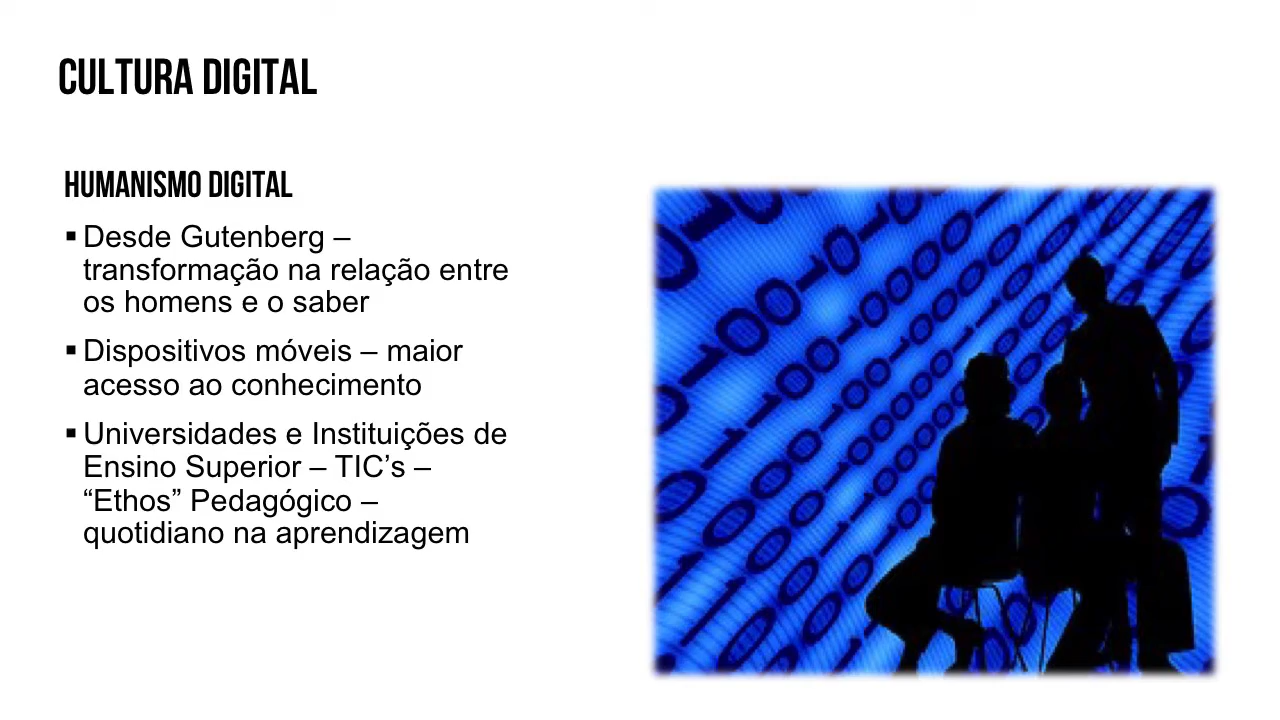 CULTURA DIGITAL
HUMANISMO DIGITAL
▪ Desde Gutenberg –
transformação na relação entre
os homens e o saber
▪ Dispositivos móveis – maior
acesso ao conhecimento
▪ Universidades e Instituições de
Ensino Superior – TIC’s –
“Ethos” Pedagógico –
quotidiano na aprendizagem